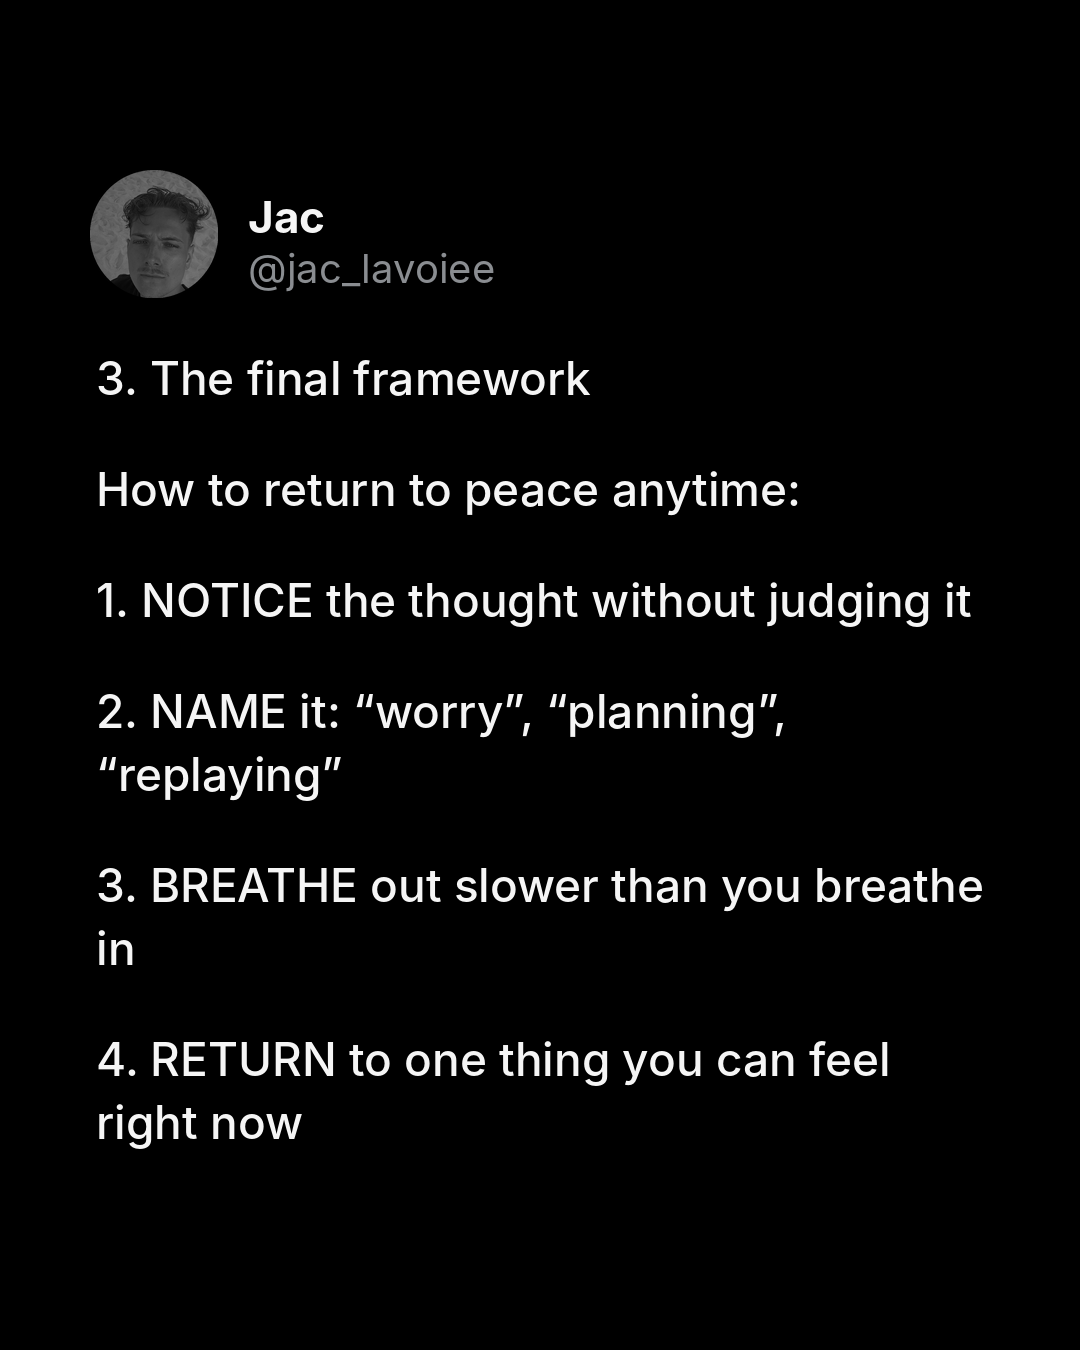 Jac
@jac_lavoiee
3. The final framework
How to return to peace anytime:
1. NOTICE the thought without judging it
2. NAME it: “worry”, “planning”,
“replaying”
3. BREATHE out slower than you breathe
in
4. RETURN to one thing you can feel
right now